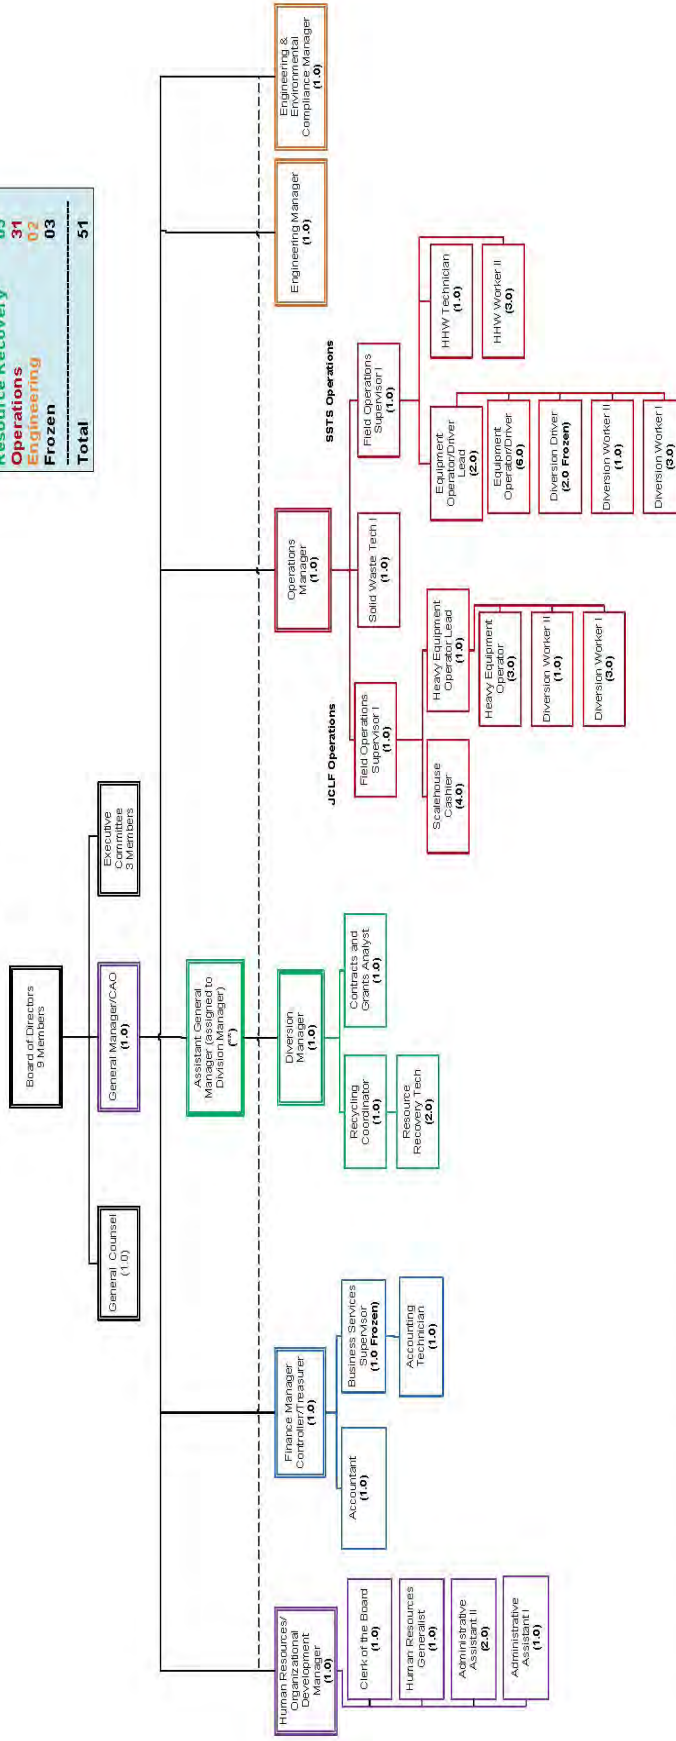 Resource Recovery 05
Operations 31
Engineering 02
Frozen 03
Total 51
Board of Directors
9 Members
General Counsel
(1.0)
General Manager/CAO
(1.0)
Executive
Committee
3 Members
Assistant General
Manager (assigned to
Division Manager)
(**)
Human Resources/
Organizational
Development
Manager
(1.0)
Clerk of the Board
(1.0)
Human Resources
Generalist
(1.0)
Administrative
Assistant II
(2.0)
Administrative
Assistant I
(1.0)
Finance Manager
Controller/Treasurer
(1.0)
Accountant
(1.0)
Business Services
Supervisor
(1.0 Frozen)
Accounting
Technician
(1.0)
Diversion
Manager
(1.0)
Recycling
Coordinator
(1.0)
Resource
Recovery Tech
(2.0)
Contracts and
Grants Analyst
(1.0)
Operations
Manager
(1.0)
JCLF Operations
Field Operations
Supervisor I
(1.0)
Scalehouse
Cashier
(4.0)
Heavy Equipment
Operator Lead
(1.0)
Heavy Equipment
Operator
(3.0)
Diversion Worker II
(1.0)
Diversion Worker I
(3.0)
Solid Waste Tech I
(1.0)
SSTS Operations
Field Operations
Supervisor I
(1.0)
Equipment
Operator/Driver
Lead
(2.0)
Equipment
Operator/Driver
(6.0)
Diversion Driver
(2.0 Frozen)
Diversion Worker II
(1.0)
Diversion Worker I
(3.0)
HHW Technician
(1.0)
HHW Worker II
(3.0)
Engineering Manager
(1.0)
Engineering &
Environmental
Compliance Manager
(1.0)